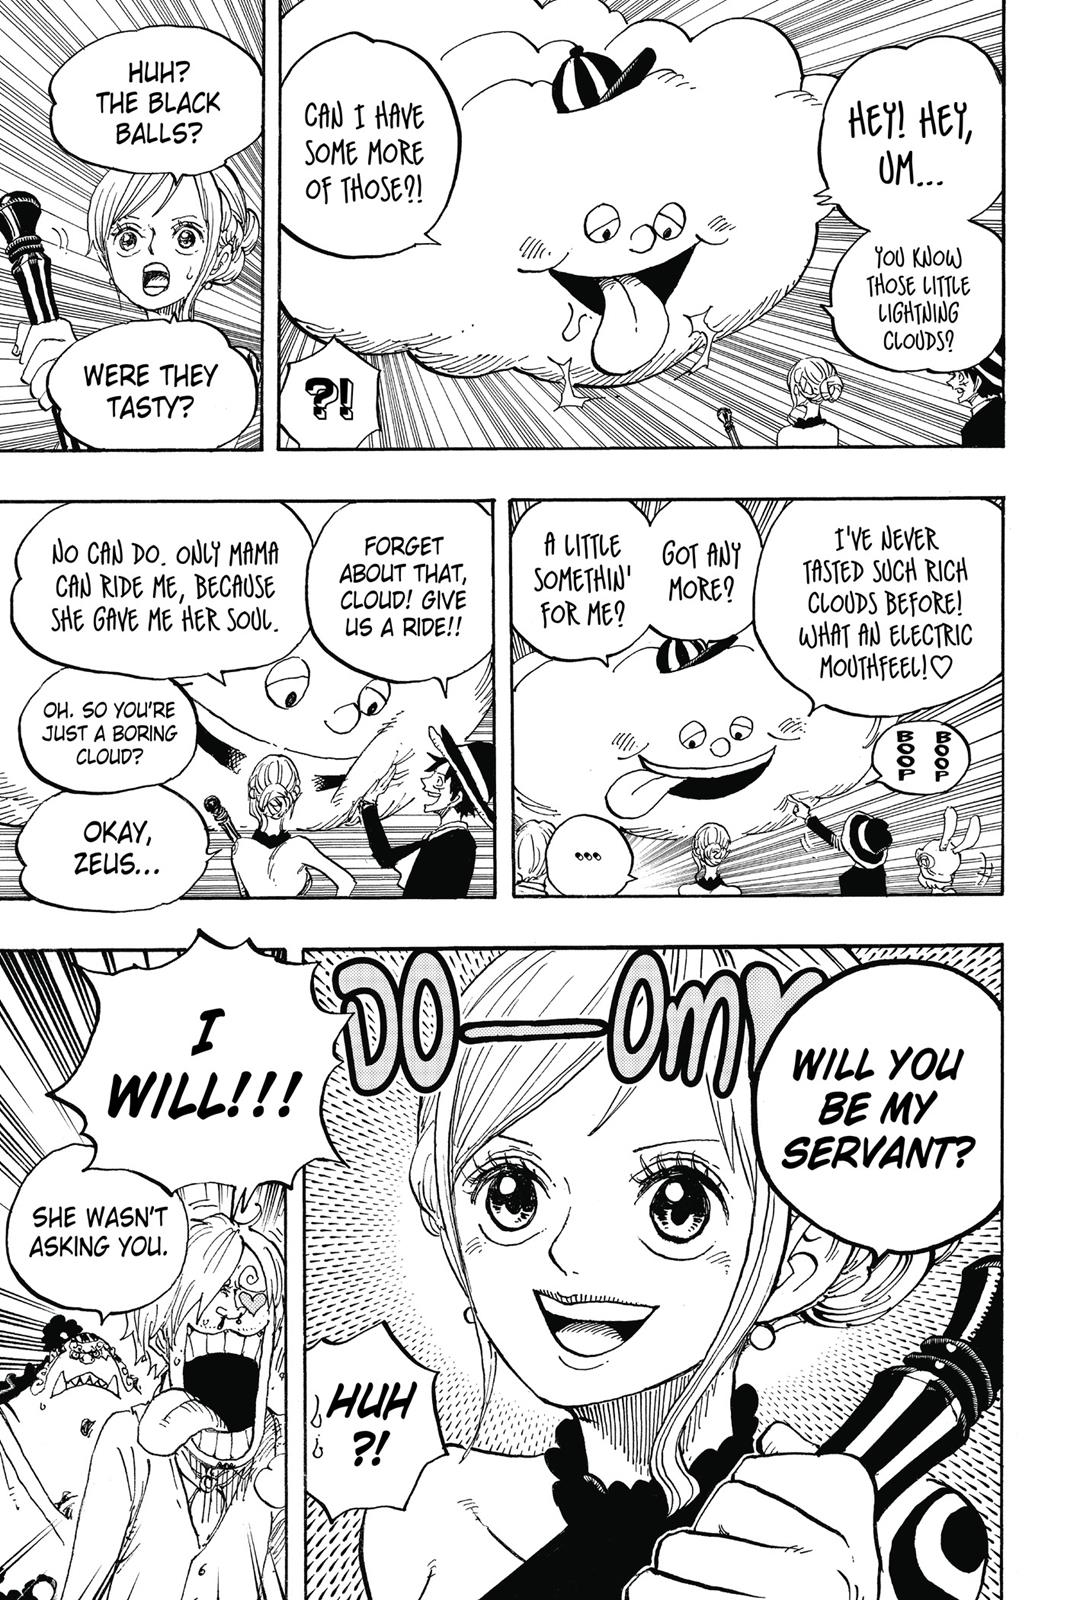 HEY! HEY,
UM...
YOU KNOW
THOSE LITTLE
LIGHTNING
CLOUDS?
CAN I HAVE
SOME MORE
OF THOSE?!
?!
HUH?
THE BLACK
BALLS?
WERE THEY
TASTY?
I'VE NEVER
TASTED SUCH RICH
CLOUDS BEFORE!
WHAT AN ELECTRIC
MOUTHFEEL!♡
GOT ANY
MORE?
A LITTLE
SOMETHIN'
FOR ME?
BOOP
BOOP
...
FORGET
ABOUT THAT,
CLOUD! GIVE
US A RIDE!!
NO CAN DO. ONLY MAMA
CAN RIDE ME, BECAUSE
SHE GAVE ME HER SOUL.
OH. SO YOU'RE
JUST A BORING
CLOUD?
OKAY,
ZEUS...
WILL YOU
BE MY
SERVANT?
DO—OMY
HUH
?!
I
WILL!!!
SHE WASN'T
ASKING YOU.
6